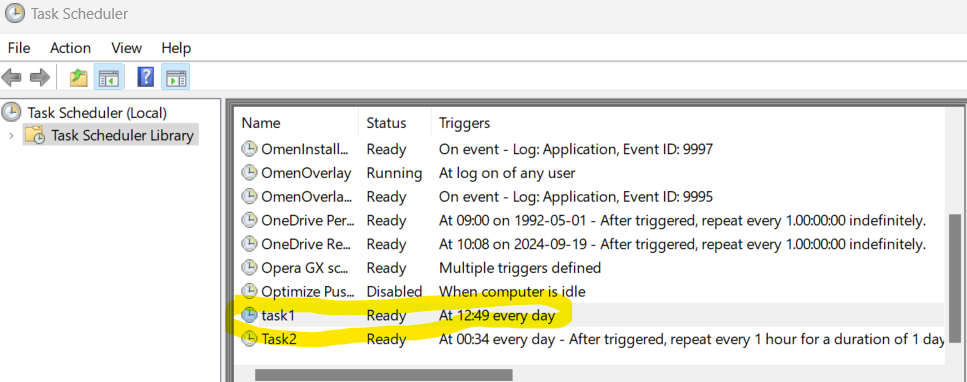 Task Scheduler
File Action View Help
Task Scheduler (Local)
Task Scheduler Library
Name Status Triggers
OmenInstall... Ready On event - Log: Application, Event ID: 9997
OmenOverlay Running At log on of any user
OmenOverla... Ready On event - Log: Application, Event ID: 9995
OneDrive Per... Ready At 09:00 on 1992-05-01 - After triggered, repeat every 1.00:00:00 indefinitely.
OneDrive Re... Ready At 10:08 on 2024-09-19 - After triggered, repeat every 1.00:00:00 indefinitely.
Opera GX sc... Ready Multiple triggers defined
Optimize Pus... Disabled When computer is idle
task1 Ready At 12:49 every day
Task2 Ready At 00:34 every day - After triggered, repeat every 1 hour for a duration of 1 day